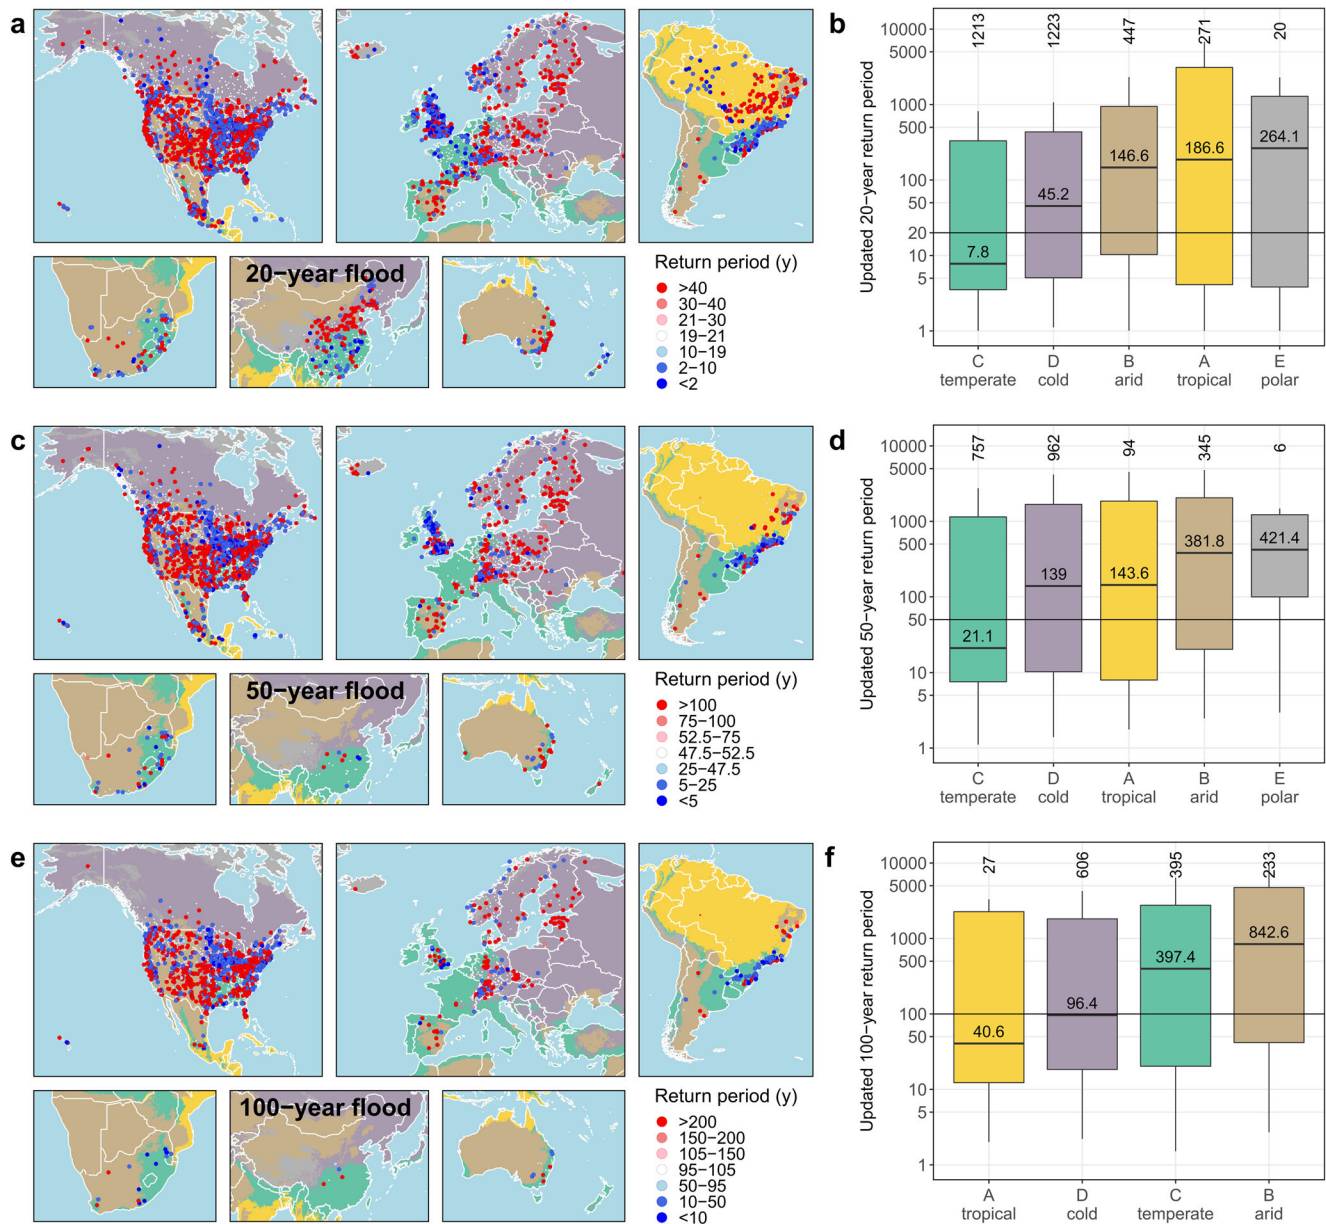 a
20−year flood
Return period (y)
>40
30−40
21−30
19−21
10−19
2−10
<2
b
Updated 20−year return period
10000
5000
1000
500
100
50
20
10
5
1
1213
1223
447
271
20
7.8
45.2
146.6
186.6
264.1
C
temperate
D
cold
B
arid
A
tropical
E
polar
c
50−year flood
Return period (y)
>100
75−100
52.5−75
47.5−52.5
25−47.5
5−25
<5
d
Updated 50−year return period
10000
5000
1000
500
100
50
10
5
1
757
962
94
345
6
21.1
139
143.6
381.8
421.4
C
temperate
D
cold
A
tropical
B
arid
E
polar
e
100−year flood
Return period (y)
>200
150−200
105−150
95−105
50−95
10−50
<10
f
Updated 100−year return period
10000
5000
1000
500
100
50
10
5
1
27
606
395
233
40.6
96.4
397.4
842.6
A
tropical
D
cold
C
temperate
B
arid